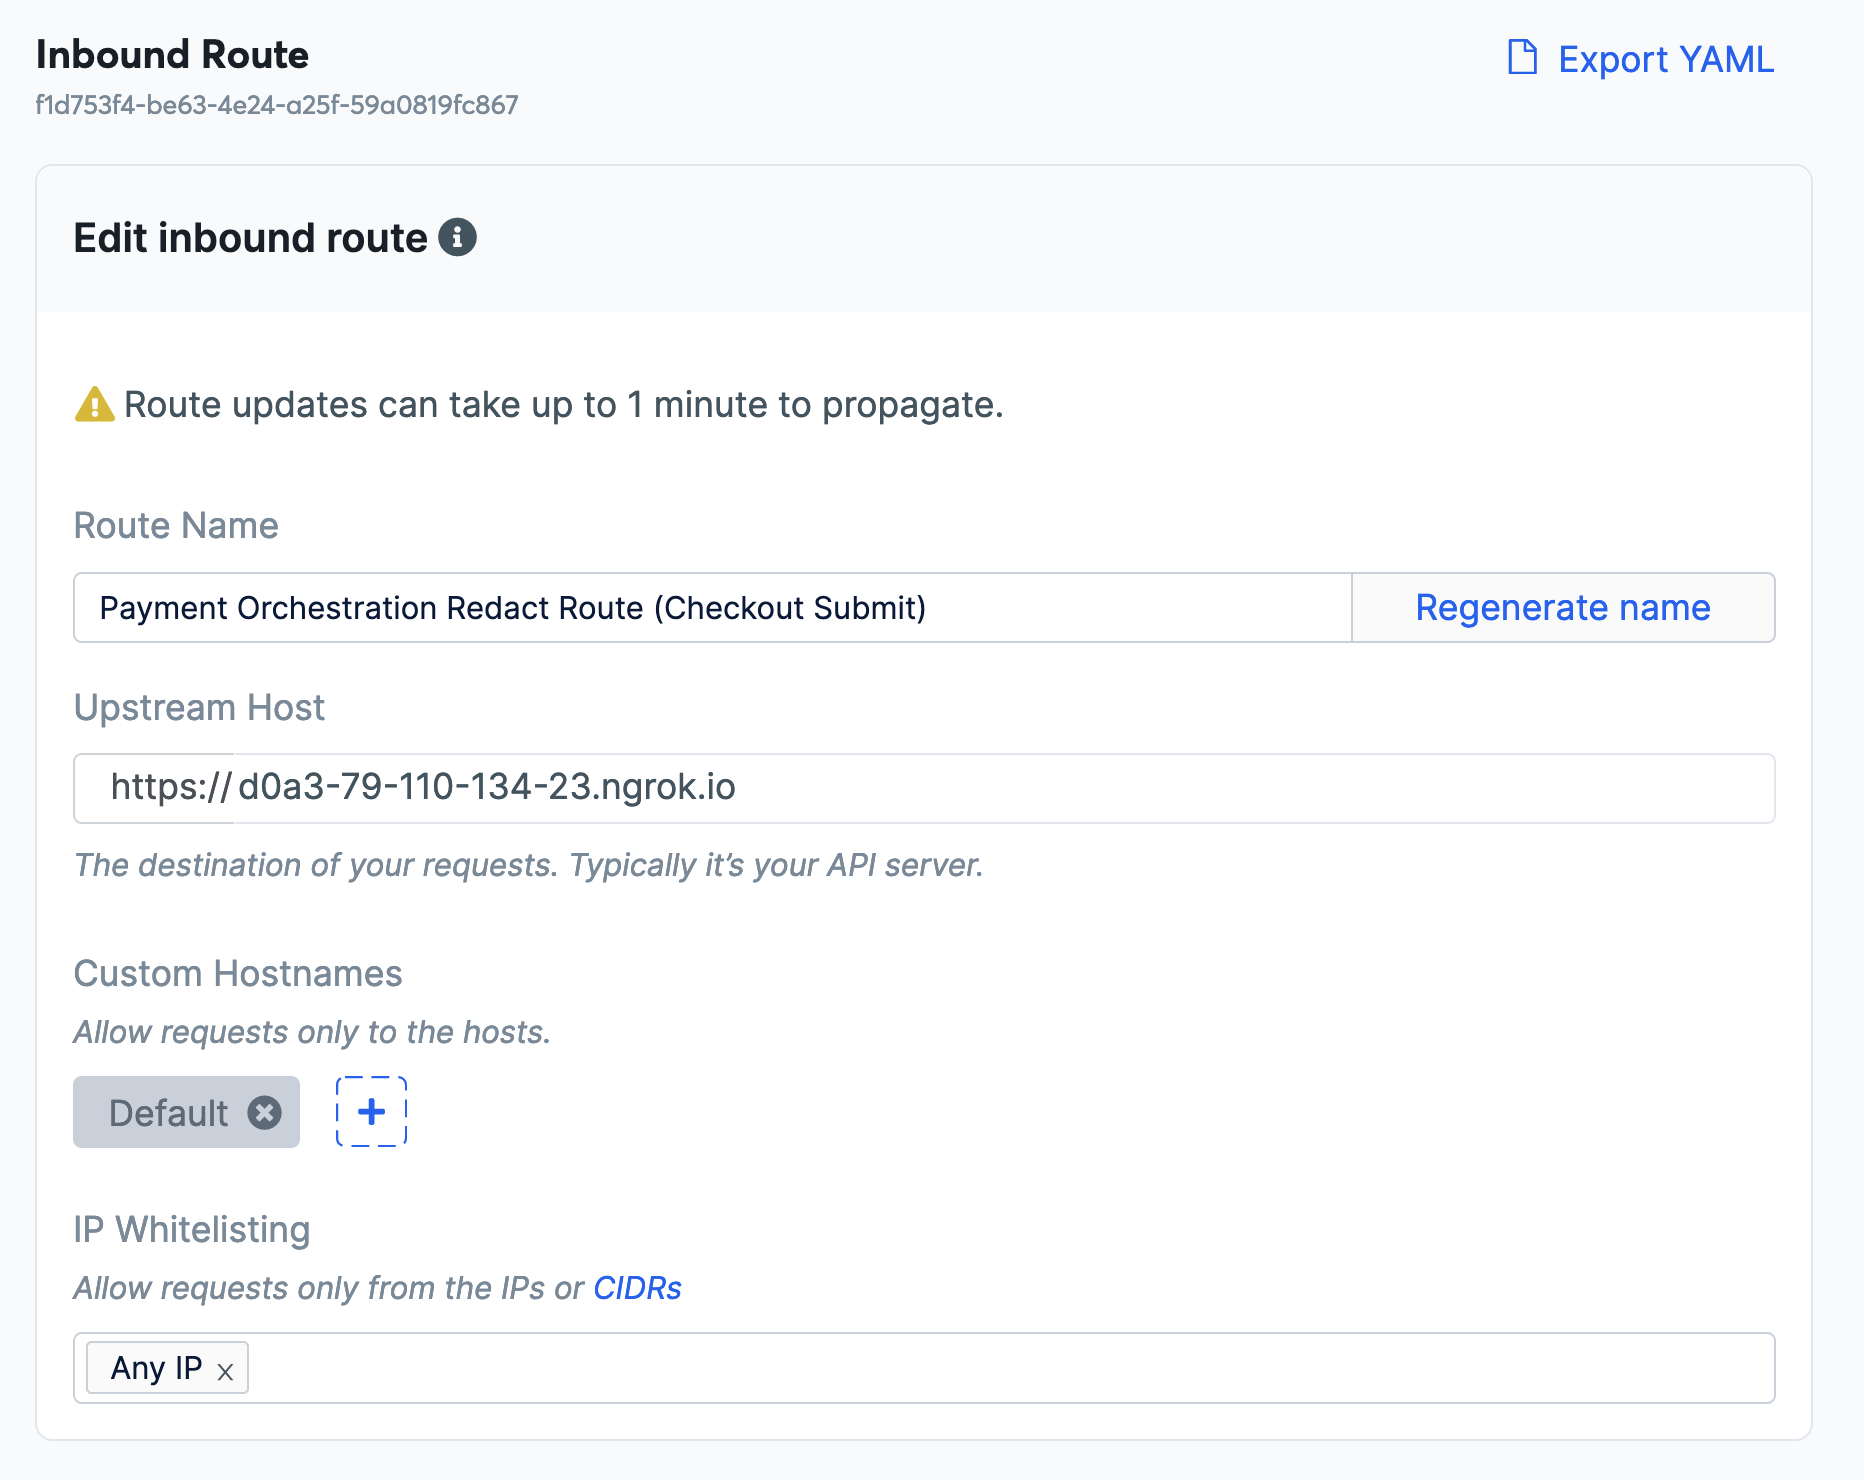 Inbound Route
Export YAML
f1d753f4-be63-4e24-a25f-59a0819fc867
Edit inbound route
Route updates can take up to 1 minute to propagate.
Route Name
Payment Orchestration Redact Route (Checkout Submit)
Regenerate name
Upstream Host
https:// d0a3-79-110-134-23.ngrok.io
The destination of your requests. Typically it's your API server.
Custom Hostnames
Allow requests only to the hosts.
Default
IP Whitelisting
Allow requests only from the IPs or CIDRs
Any IP x